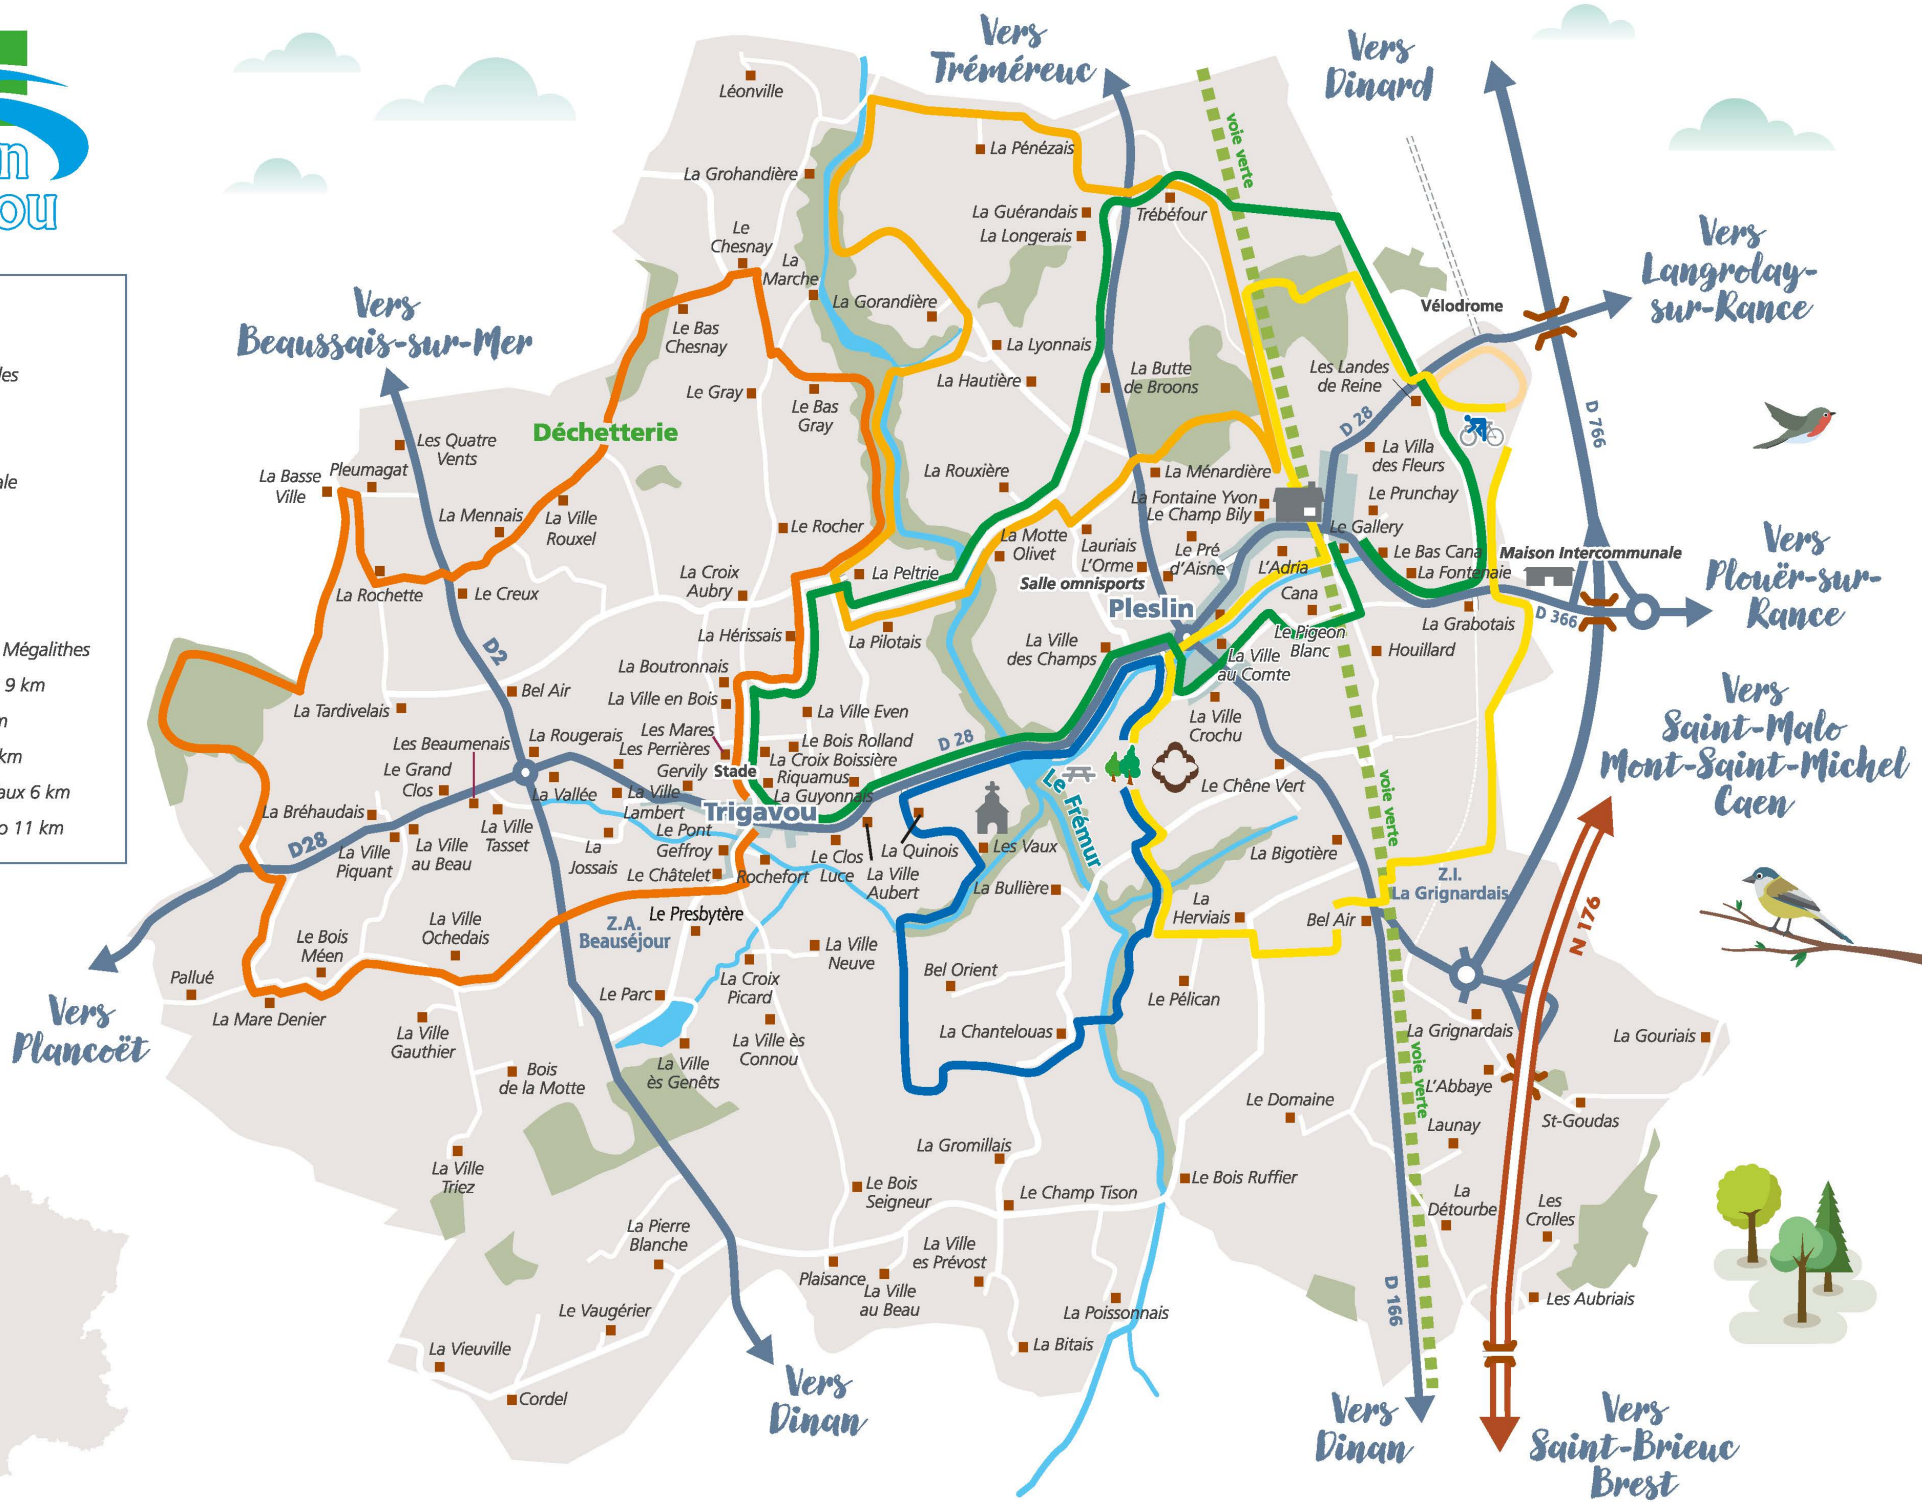 Vers
Tréméreuc
Vers
Dinard
Vers
Langrolay-
sur-Rance
Vers
Beaussais-sur-Mer
Vers
Plouër-sur-
Rance
Vers
Saint-Malo
Mont-Saint-Michel
Caen
Vers
Plancoët
Vers
Dinan
Vers
Dinan
Vers
Saint-Brieuc
Brest
Mégalithes
9 km
km
aux 6 km
11 km
Léonville
La Pénézais
voie verte
La Grohandière
La Guérandais
La Longerais
Trébéfour
Le
Chesnay
La
Marche
La Gorandière
Vélodrome
Le Bas
Chesnay
La Lyonnais
La Hautière
La Butte
de Broons
Les Landes
de Reine
D 28
D 766
Le Gray
Le Bas
Gray
Déchetterie
Les Quatre
Vents
Pleumagat
La Basse
Ville
La Mennais
La Ville
Rouxel
La Rouxière
La Ménardière
La Villa
des Fleurs
La Fontaine Yvon
Le Champ Bily
Le Prunchay
Le Gallery
Le Rocher
La Motte
Olivet
Lauriais
L'Orme
Le Pré
d'Aisne
L'Adria
Le Bas Cana
La Fontenaie
Maison Intercommunale
Salle omnisports
La Peltrie
La Croix
Aubry
La Rochette
Le Creux
Pleslin
Cana
La Grabotais
D 366
La Hérissais
La Pilotais
La Ville
des Champs
Le Pigeon
Blanc
Houillard
La Ville
au Comte
D2
La Boutronnais
La Ville en Bois
Bel Air
La Tardivelais
La Ville Even
La Ville
Crochu
Les Mares
Les Perrières
Les Beaumenais
La Rougerais
Le Bois Rolland
La Croix Boissière
D 28
Gervily
Stade
Riquamus
La Guyonnais
Le Grand
Clos
La Vallée
La Ville
Lambert
Trigavou
Le Frémur
Le Chêne Vert
voie verte
La Bréhaudais
D28
La Ville
Piquant
La Ville
au Beau
La Ville
Tasset
La
Jossais
Le Pont
Geffroy
Le Châtelet
Rochefort
Le Clos
Luce
La Ville
Aubert
La Quinois
Les Vaux
La Bullière
La Bigotière
Z.I.
La Grignardais
La
Herviais
Bel Air
Le Presbytère
Z.A.
Beauséjour
La Ville
Ochedais
Le Bois
Méen
La Ville
Neuve
Bel Orient
La Croix
Picard
Le Pélican
N 176
Pallué
La Mare Denier
Le Parc
La Ville
Gauthier
La Ville ès
Connou
La Chantelouas
La Grignardais
La Gouriais
La Ville
ès Genêts
Bois
de la Motte
L'Abbaye
voie verte
Le Domaine
Launay
St-Goudas
La Gromillais
La Ville
Triez
Le Bois
Seigneur
Le Champ Tison
Le Bois Ruffier
La
Détourbe
Les
Crolles
La Pierre
Blanche
La Ville
es Prévost
Plaisance
La Ville
au Beau
La Poissonnais
D 166
Les Aubriais
Le Vaugérier
La Bitais
La Vieuville
Cordel